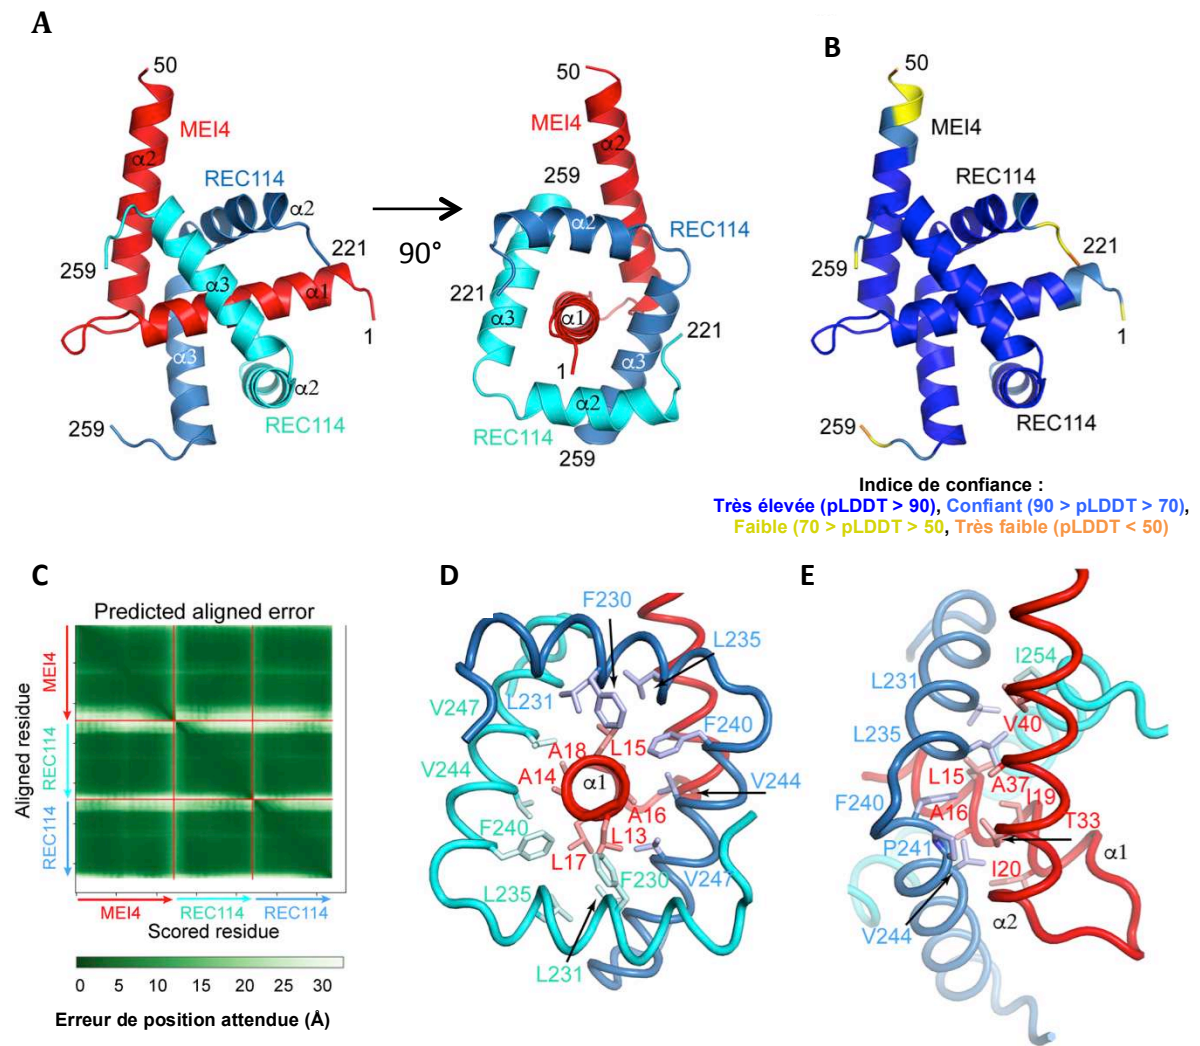 A
50
MEI4
α2
REC114
α2
221
259
α3
α1
1
α3
α2
REC114
259
90°
50
MEI4
α2
259
α2
REC114
221
α1
α3
221
1
α3
α2
REC114
259
B
50
MEI4
REC114
221
259
1
259
REC114
Indice de confiance :
Très élevée (pLDDT > 90), Confiant (90 > pLDDT > 70),
Faible (70 > pLDDT > 50, Très faible (pLDDT < 50)
C
Predicted aligned error
Aligned residue
MEI4
REC114
REC114
MEI4 REC114 REC114
Scored residue
0 5 10 15 20 25 30
Erreur de position attendue (Å)
D
F230
L235
L231
V247
F240
A18
L15
V244
A14
α1
V244
A16
F240
L13
L17
F230
V247
L235
L231
E
I254
L231
V40
L235
L15
A37
F240
I19
A16
T33
P241
α1
I20
V244
α2